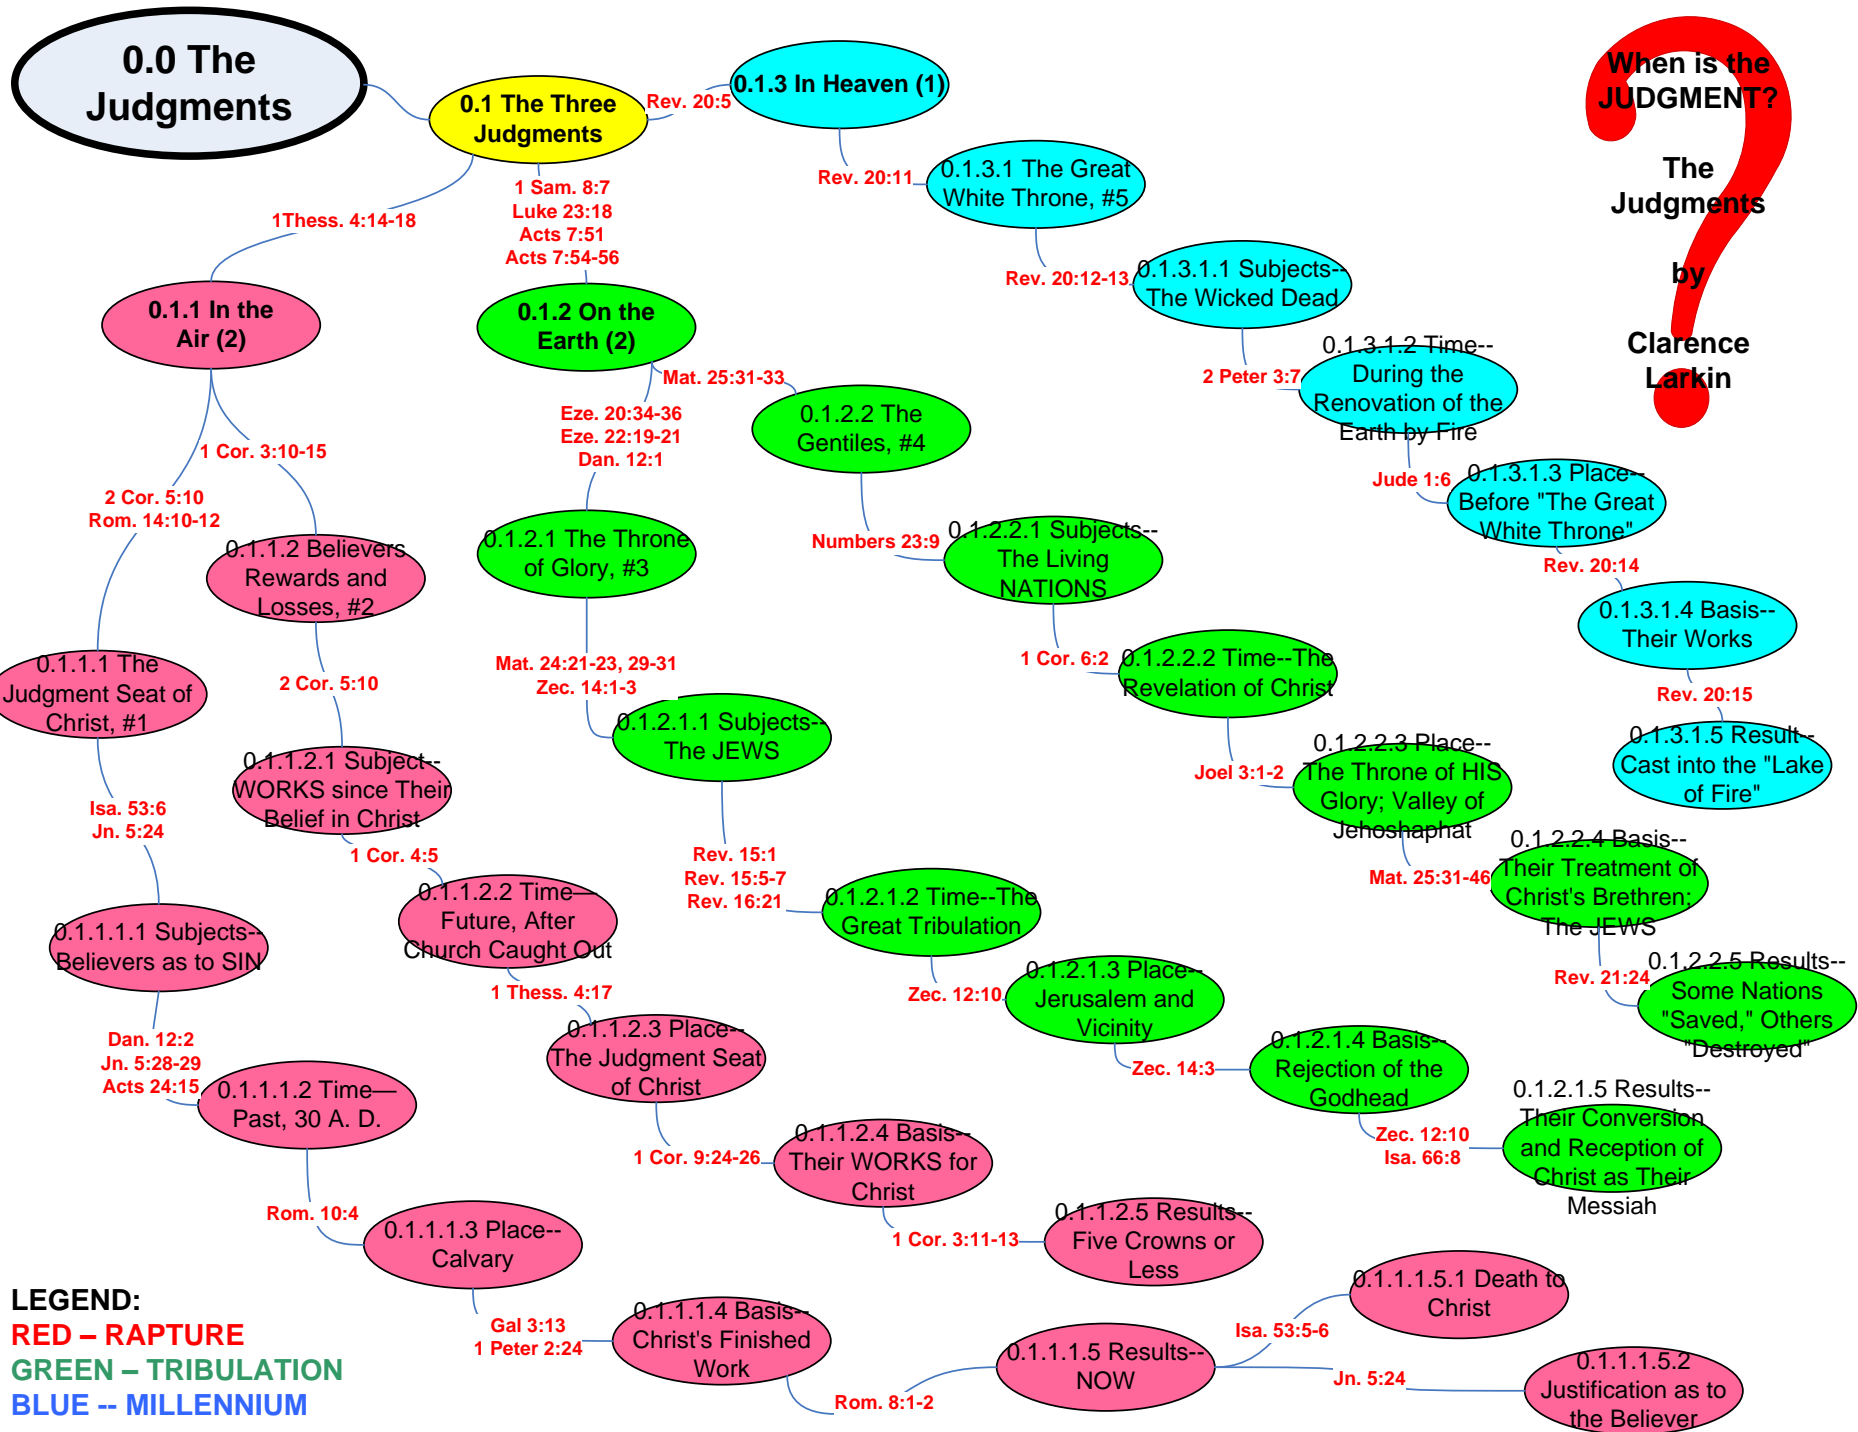 0.0 The
Judgments
0.1 The Three
Judgments
Rev. 20:5
0.1.3 In Heaven (1)
When is the
JUDGMENT?
The
Judgments
by
Clarence
Larkin
Rev. 20:11
0.1.3.1 The Great
White Throne, #5
Rev. 20:12-13
0.1.3.1.1 Subjects--
The Wicked Dead
2 Peter 3:7
0.1.3.1.2 Time--
During the
Renovation of the
Earth by Fire
Jude 1:6
0.1.3.1.3 Place--
Before "The Great
White Throne"
Rev. 20:14
0.1.3.1.4 Basis--
Their Works
Rev. 20:15
0.1.3.1.5 Result--
Cast into the "Lake
of Fire"
1 Sam. 8:7
Luke 23:18
Acts 7:51
Acts 7:54-56
0.1.2 On the
Earth (2)
Mat. 25:31-33
0.1.2.2 The
Gentiles, #4
Numbers 23:9
0.1.2.2.1 Subjects--
The Living
NATIONS
1 Cor. 6:2
0.1.2.2.2 Time--The
Revelation of Christ
Joel 3:1-2
0.1.2.2.3 Place--
The Throne of HIS
Glory; Valley of
Jehoshaphat
Mat. 25:31-46
0.1.2.2.4 Basis--
Their Treatment of
Christ's Brethren;
The JEWS
Rev. 21:24
0.1.2.2.5 Results--
Some Nations
"Saved," Others
"Destroyed"
Eze. 20:34-36
Eze. 22:19-21
Dan. 12:1
0.1.2.1 The Throne
of Glory, #3
Mat. 24:21-23, 29-31
Zec. 14:1-3
0.1.2.1.1 Subjects--
The JEWS
Rev. 15:1
Rev. 15:5-7
Rev. 16:21
0.1.2.1.2 Time--The
Great Tribulation
Zec. 12:10
0.1.2.1.3 Place--
Jerusalem and
Vicinity
Zec. 14:3
0.1.2.1.4 Basis--
Rejection of the
Godhead
Zec. 12:10
Isa. 66:8
0.1.2.1.5 Results--
Their Conversion
and Reception of
Christ as Their
Messiah
1Thess. 4:14-18
0.1.1 In the
Air (2)
1 Cor. 3:10-15
0.1.1.2 Believers
Rewards and
Losses, #2
2 Cor. 5:10
0.1.1.2.1 Subject--
WORKS since Their
Belief in Christ
1 Cor. 4:5
0.1.1.2.2 Time—
Future, After
Church Caught Out
1 Thess. 4:17
0.1.1.2.3 Place--
The Judgment Seat
of Christ
1 Cor. 9:24-26
0.1.1.2.4 Basis--
Their WORKS for
Christ
1 Cor. 3:11-13
0.1.1.2.5 Results--
Five Crowns or
Less
2 Cor. 5:10
Rom. 14:10-12
0.1.1.1 The
Judgment Seat of
Christ, #1
Isa. 53:6
Jn. 5:24
0.1.1.1.1 Subjects--
Believers as to SIN
Dan. 12:2
Jn. 5:28-29
Acts 24:15
0.1.1.1.2 Time—
Past, 30 A. D.
Rom. 10:4
0.1.1.1.3 Place--
Calvary
Gal 3:13
1 Peter 2:24
0.1.1.1.4 Basis--
Christ's Finished
Work
Rom. 8:1-2
0.1.1.1.5 Results--
NOW
Isa. 53:5-6
0.1.1.1.5.1 Death to
Christ
Jn. 5:24
0.1.1.1.5.2
Justification as to
the Believer
LEGEND:
RED – RAPTURE
GREEN – TRIBULATION
BLUE -- MILLENNIUM